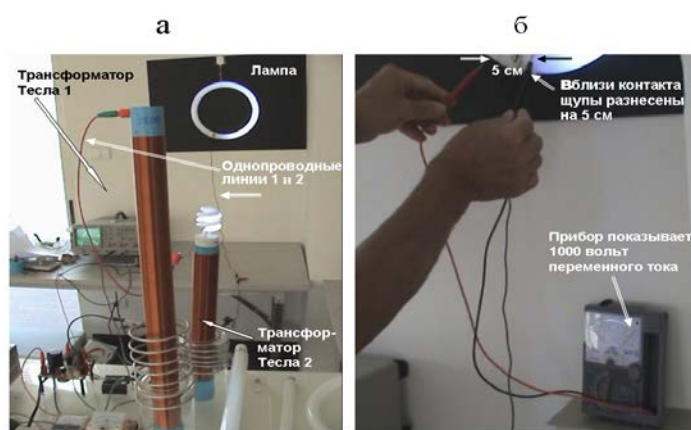 а
б
Трансформатор
Тесла 1
Лампа
Однопроводные
линии 1 и 2
Трансфор-
матор
Тесла 2
5 см
Вблизи контакта
щупы разнесены
на 5 см
Прибор показывает
1000 вольт
переменного тока